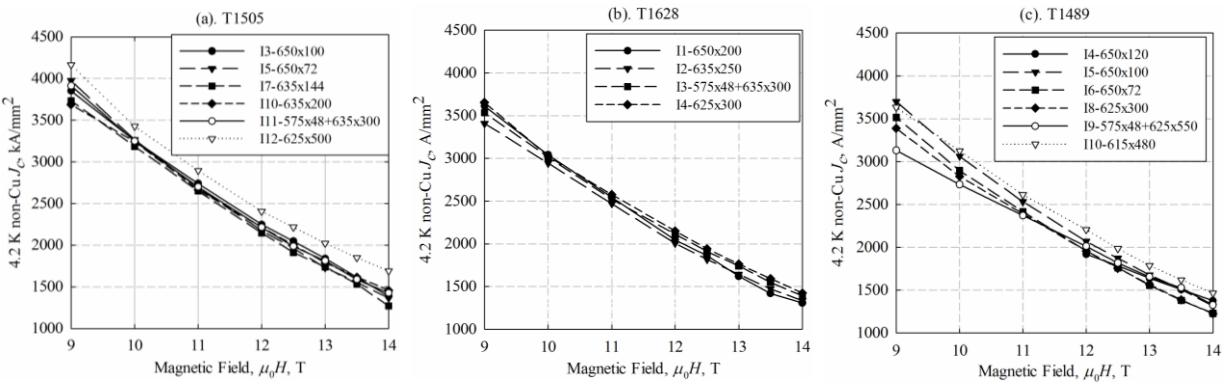 (a). T1505
4.2 K non-Cu Jc, kA/mm²
4500
4000
3500
3000
2500
2000
1500
1000
I3-650x100
I5-650x72
I7-635x144
I10-635x200
I11-575x48+635x300
I12-625x500
9 10 11 12 13 14
Magnetic Field, μ₀H, T
(b). T1628
4.2 K non-Cu Jc, A/mm²
4500
4000
3500
3000
2500
2000
1500
1000
I1-650x200
I2-635x250
I3-575x48+635x300
I4-625x300
9 10 11 12 13 14
Magnetic Field, μ₀H, T
(c). T1489
4.2 K non-Cu Jc, A/mm²
4500
4000
3500
3000
2500
2000
1500
1000
I4-650x120
I5-650x100
I6-650x72
I8-625x300
I9-575x48+625x550
I10-615x480
9 10 11 12 13 14
Magnetic Field, μ₀H, T